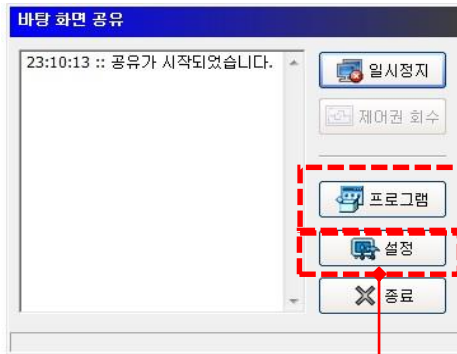 바탕 화면 공유
23:10:13 :: 공유가 시작되었습니다.
일시정지
제어권 회수
프로그램
설정
종료